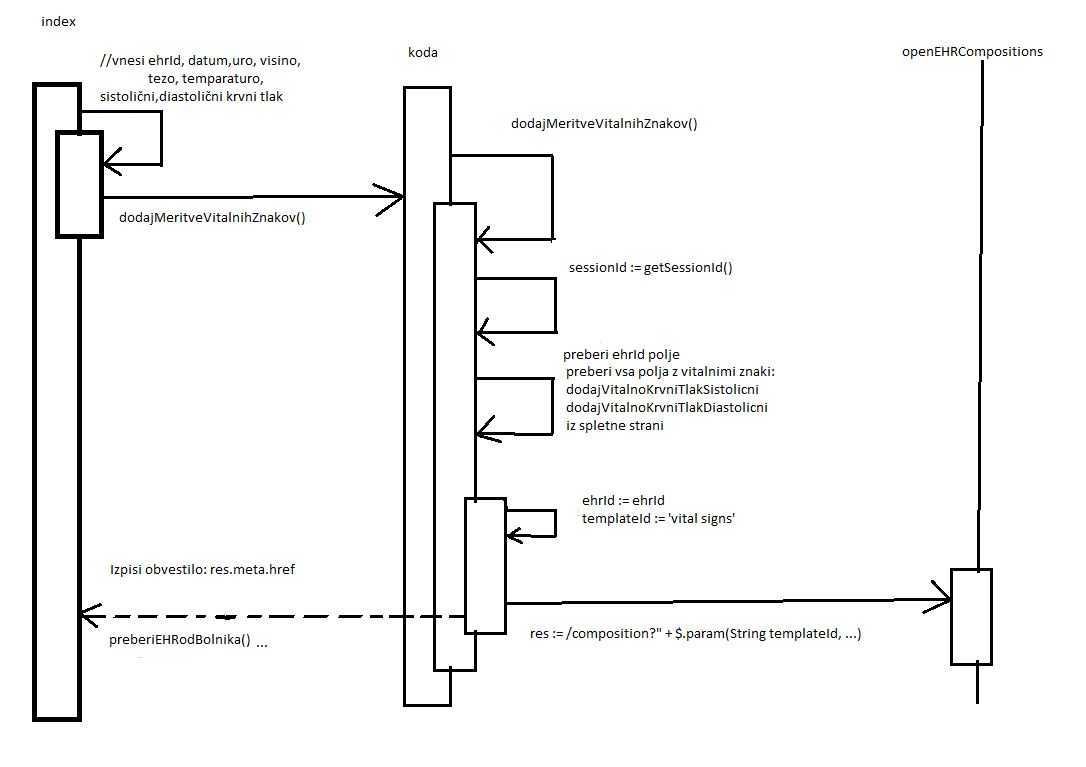 index
//vnesi ehrId, datum,uro, visino,
tezo, temparaturo,
sistolični,diastolični krvni tlak
koda
openEHRCompositions
dodajMeritveVitalnihZnakov()
dodajMeritveVitalnihZnakov()
sessionId := getSessionId()
preberi ehrId polje
preberi vsa polja z vitalnimi znaki:
dodajVitalnoKrvniTlakSistolicni
dodajVitalnoKrvniTlakDiastolicni
iz spletne strani
ehrId := ehrId
templateId := 'vital signs'
Izpisi obvestilo: res.meta.href
preberiEHRodBolnika() ...
res := /composition?" + $.param(String templateId, ...)